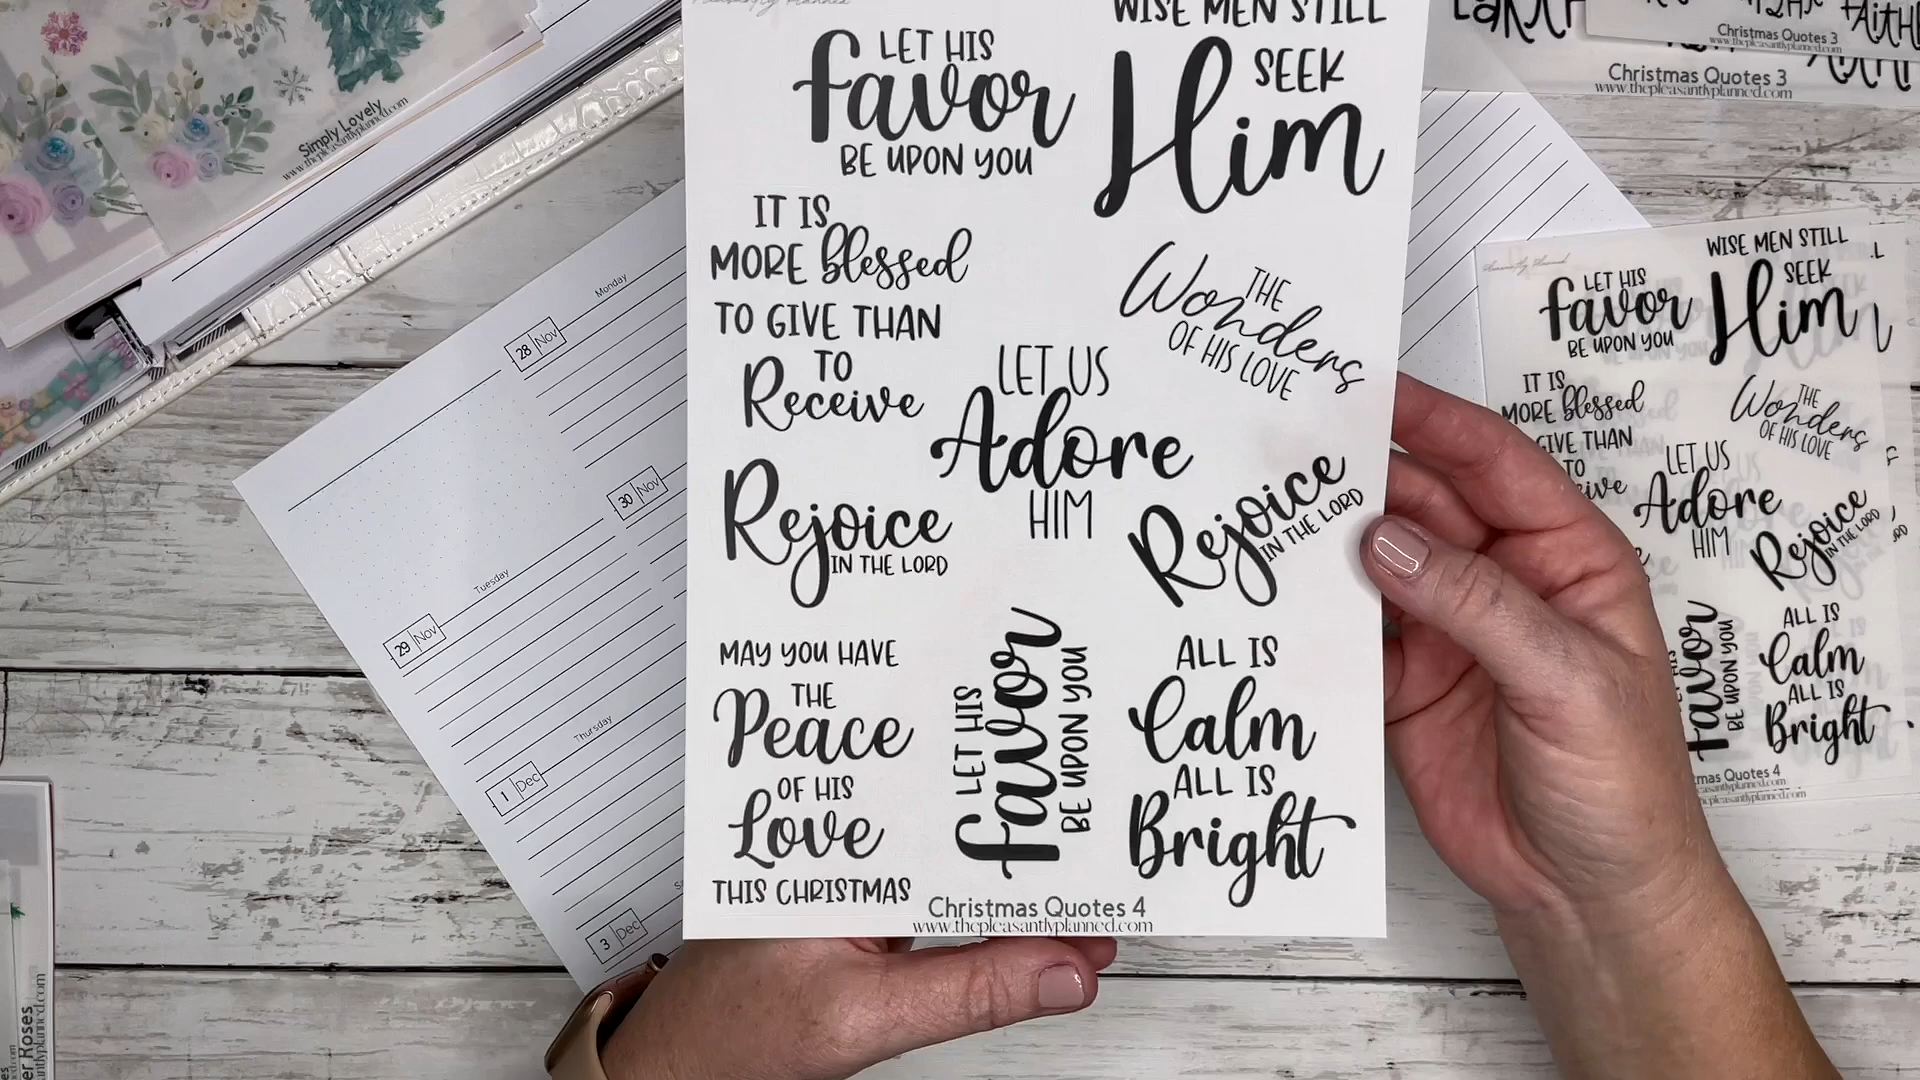 LET HIS
favor
BE UPON YOU
WISE MEN STILL
SEEK
Him
IT IS
MORE blessed
TO GIVE THAN
TO
Receive
THE
Wonders
OF HIS LOVE
LET US
Adore
HIM
Rejoice
IN THE LORD
Rejoice
IN THE LORD
MAY YOU HAVE
THE
Peace
OF HIS
Love
THIS CHRISTMAS
LET HIS
favor
BE UPON YOU
ALL IS
Calm
ALL IS
Bright
Christmas Quotes 4
www.thepleasantlyplanned.com
Simply Lovely
www.thepleasantlyplanned.com
Monday
28 Nov
30 Nov
Tuesday
29 Nov
Thursday
1 Dec
3 Dec
Christmas Quotes 3
www.thepleasantlyplanned.com
Christmas Quotes 3
www.thepleasantlyplanned.com
LET HIS
favor
BE UPON YOU
WISE MEN STILL
SEEK
Him
IT IS
MORE blessed
GIVE THAN
TO
THE
Wonders
OF HIS LOVE
LET US
Adore
HIM
Rejoice
IN THE LORD
favor
BE UPON YOU
ALL IS
Calm
ALL IS
Bright
Quotes 4
Roses